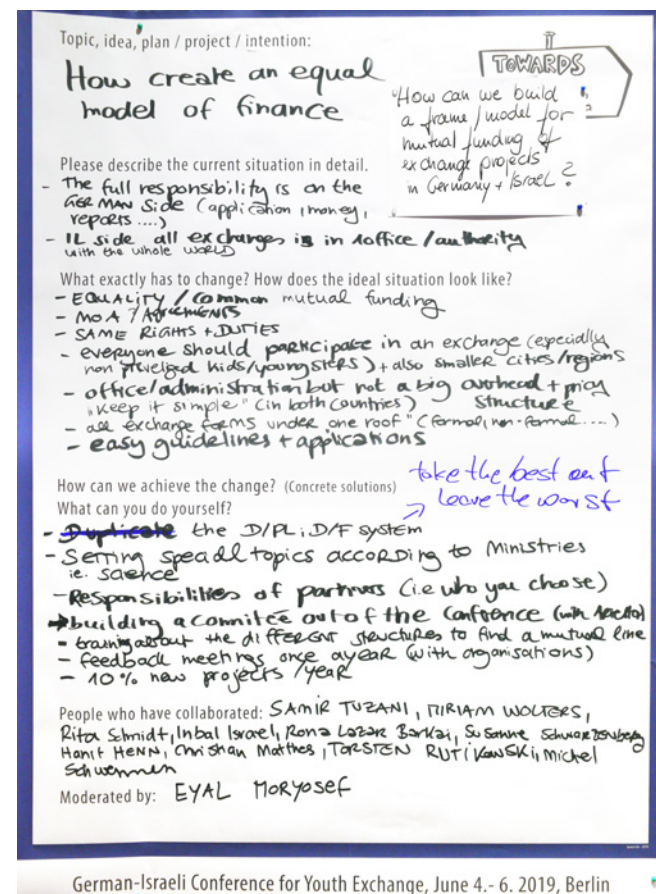 Topic, idea, plan / project / intention:
How create an equal
model of finance
TOWARDS
"How can we build
a frame / model for
mutual funding of
exchange projects"
in Germany + Israel?
Please describe the current situation in detail.
- The full responsibility is on the
GERMAN Side (application, money,
reports ....)
- IL side all exchanges is in 1 office / authority
with the whole WORLD
What exactly has to change? How does the ideal situation look like?
- EQUALITY / Common mutual funding
- MOA / AGREEMENTS
- SAME RIGHTS + DUTIES
- everyone should participate in an exchange (especially
non privelged kids/youngsters) + also smaller cities/regions
- office/administration but not a big overhead +
"Keep it simple" (in both countries) structure
- all exchange forms under one roof" (formal, non-formal ....)
- easy guidelines + applications
How can we achieve the change? (Concrete solutions)
What can you do yourself?
take the best out
leave the worst
- Duplicate the D/PL; D/F system
- Setting special topics according to Ministries
ie. science
- Responsibilities of partners (i.e who you choose)
building a commitee out of the Conference (with
- training about the different structures to find a mutual line
- feedback meetings once a year (with organisations)
- 10% new projects / year
People who have collaborated: SAMIR TUZANI, MIRIAM WOLTERS,
Rita Schmidt, Inbal Israel, Rona Lazar Barkai, Susanne Schwarzenberg
Hanit HENN, Christian Matthes, TORSTEN RUTIKOWSKI, Michel
Schwennen
Moderated by: EYAL MORYOSEF
German-Israeli Conference for Youth Exchange, June 4.- 6. 2019, Berlin